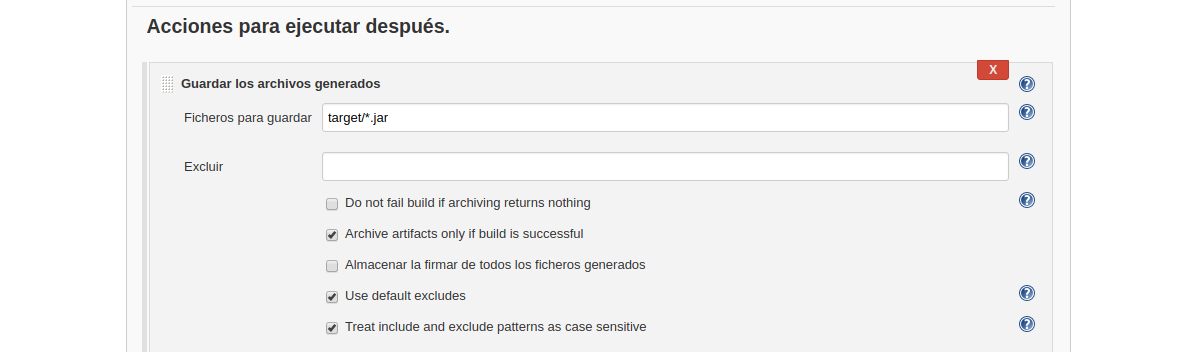 Acciones para ejecutar después.
X
Guardar los archivos generados
Ficheros para guardar target/*.jar
Excluir
Do not fail build if archiving returns nothing
Archive artifacts only if build is successful
Almacenar la firmar de todos los ficheros generados
Use default excludes
Treat include and exclude patterns as case sensitive